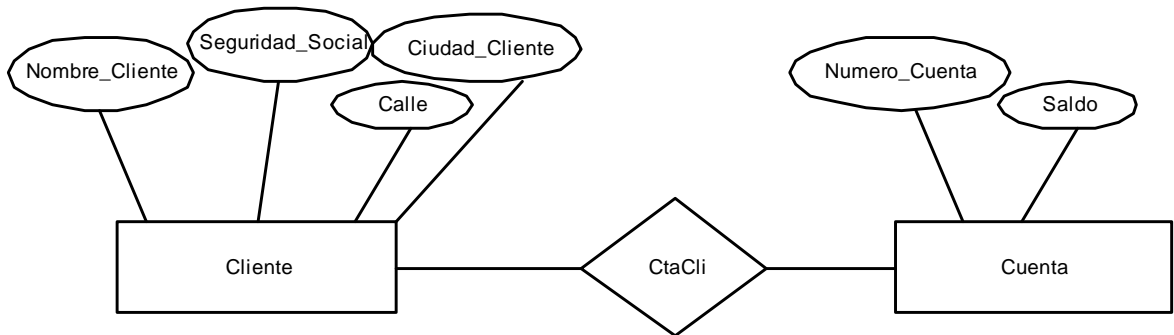 Nombre_Cliente
Seguridad_Social
Ciudad_Cliente
Calle
Numero_Cuenta
Saldo
Cliente
CtaCli
Cuenta